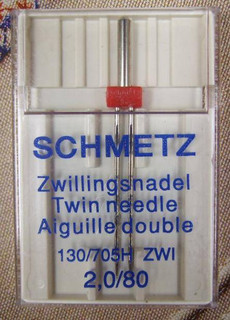 SCHMETZ
Zwillingsnadel
Twin needle
Aiguille double
130/705H ZWI
2,0/80